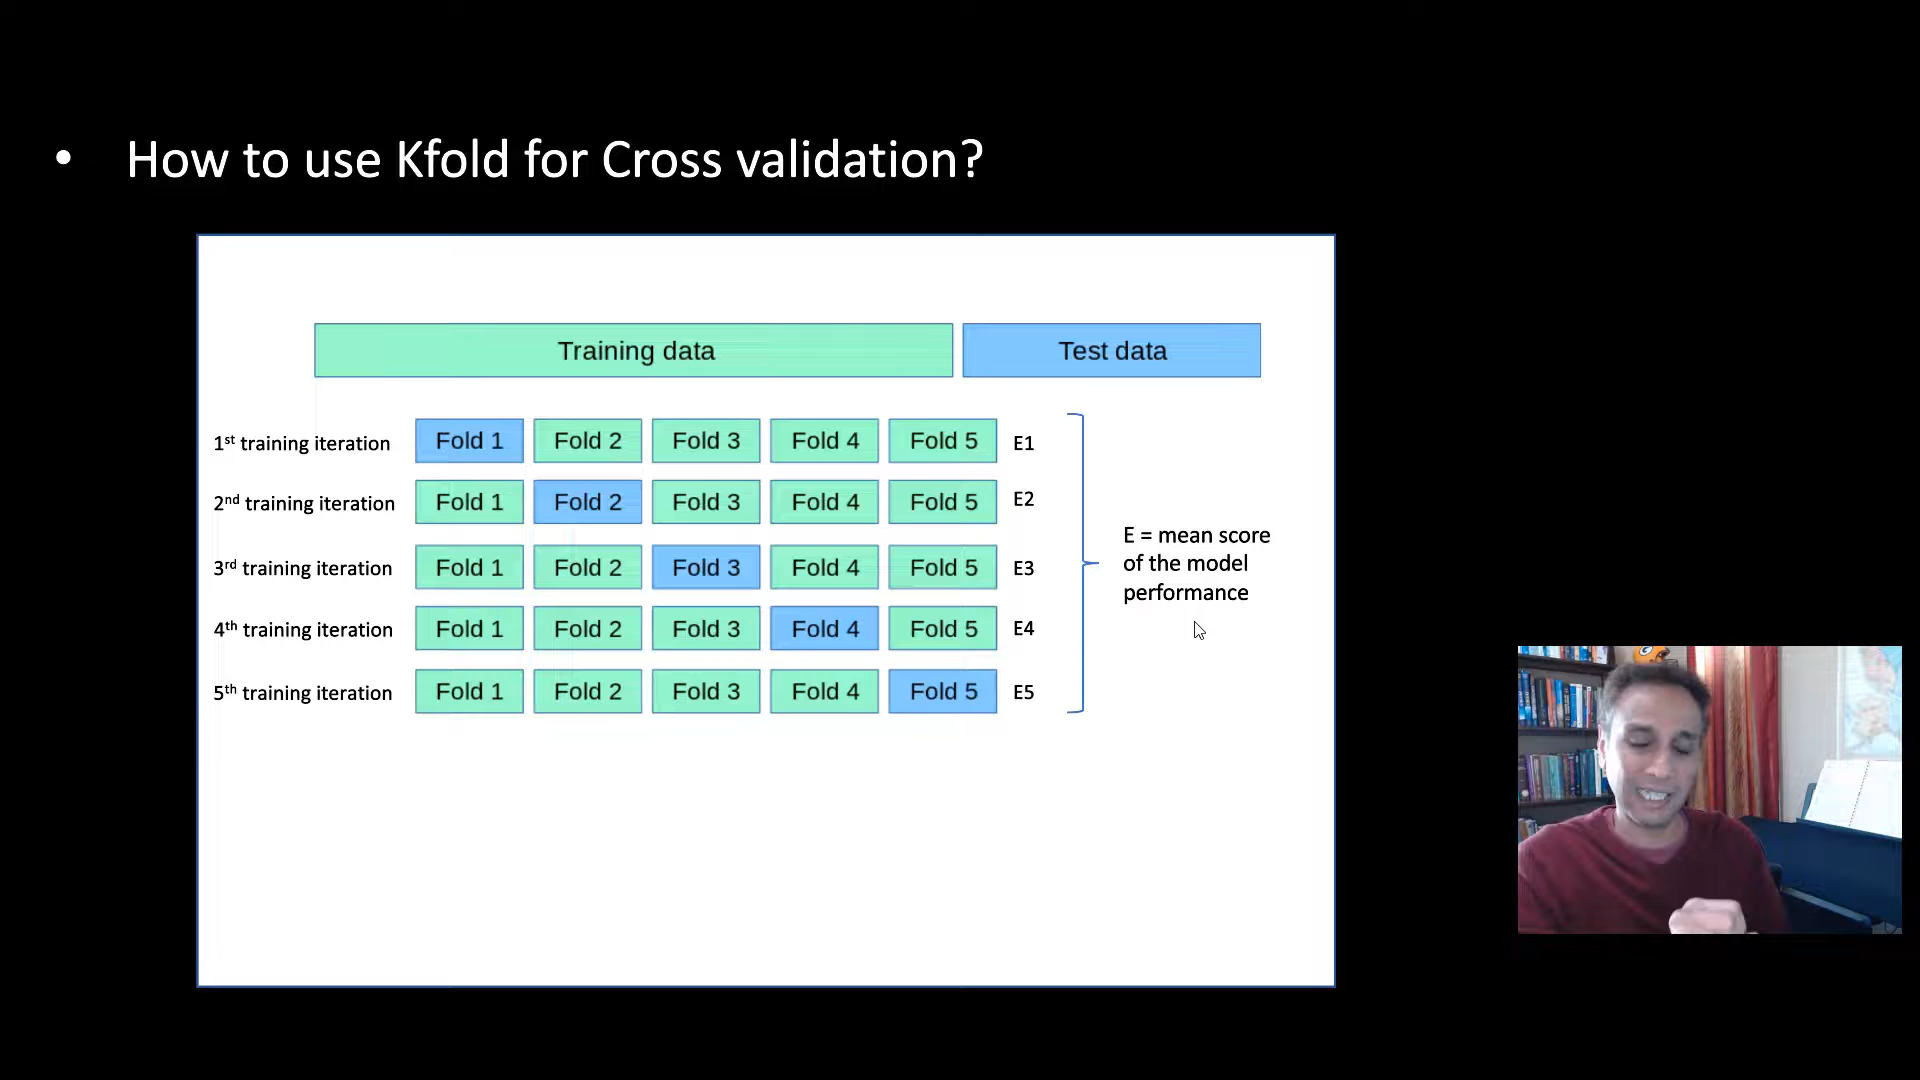 • How to use Kfold for Cross validation?
Training data Test data
1st training iteration Fold 1 Fold 2 Fold 3 Fold 4 Fold 5 E1
2nd training iteration Fold 1 Fold 2 Fold 3 Fold 4 Fold 5 E2
3rd training iteration Fold 1 Fold 2 Fold 3 Fold 4 Fold 5 E3
4th training iteration Fold 1 Fold 2 Fold 3 Fold 4 Fold 5 E4
5th training iteration Fold 1 Fold 2 Fold 3 Fold 4 Fold 5 E5
E = mean score
of the model
performance